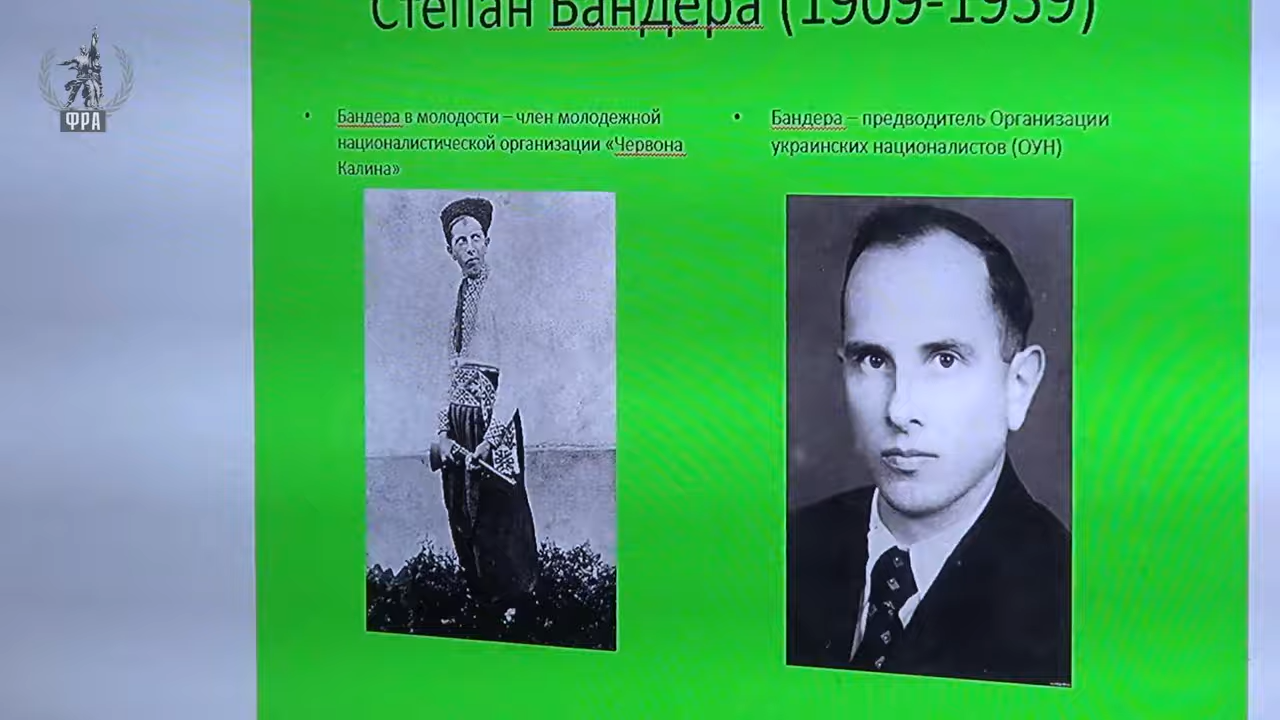 Степан Бандера (1909-1959)
ФРА
Бандера в молодости – член молодежной
националистической организации «Червона
Калина»
Бандера – предводитель Организации
украинских националистов (ОУН)